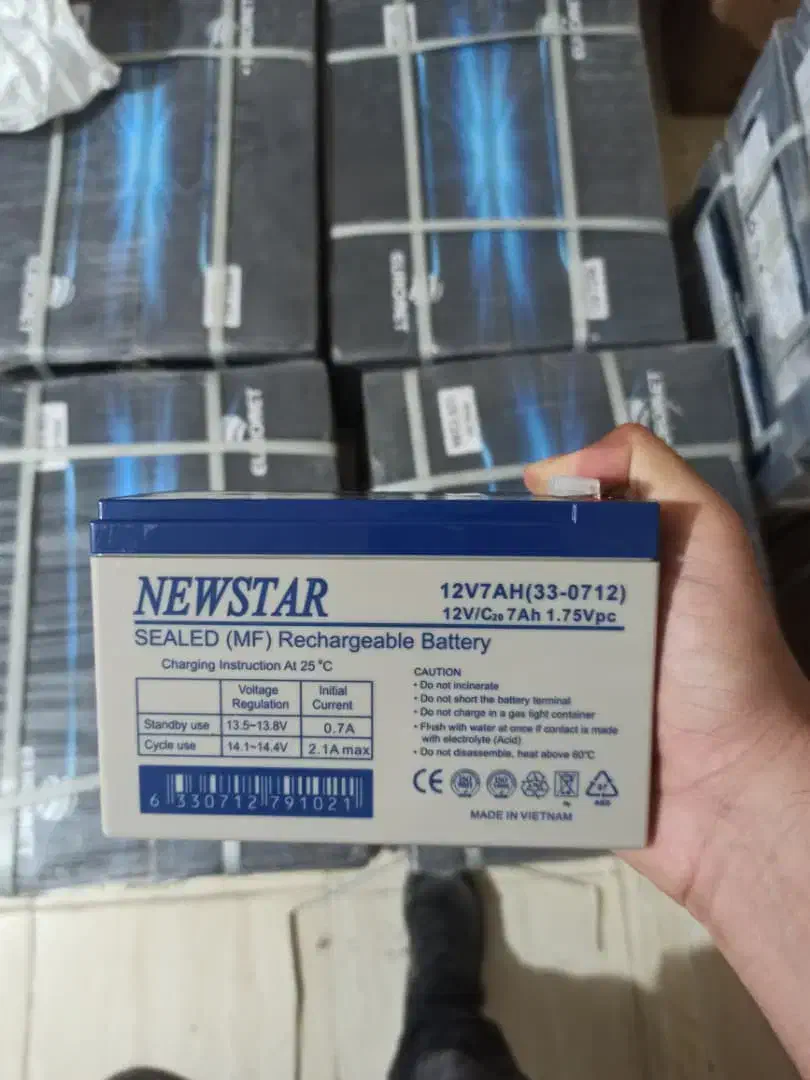 NEWSTAR
12V7AH(33-0712)
12V/C₂₀ 7Ah 1.75Vpc
SEALED (MF) Rechargeable Battery
Charging Instruction At 25 °C
Voltage Regulation
Initial Current
Standby use 13.5~13.8V 0.7A
Cycle use 14.1~14.4V 2.1A max
6 330712 791021
CAUTION
• Do not incinerate
• Do not short the battery terminal
• Do not charge in a gas tight container
• Flush with water at once if contact is made
with electrolyte (Acid)
• Do not disassemble, heat above 60°C
CE
Pb
MADE IN VIETNAM